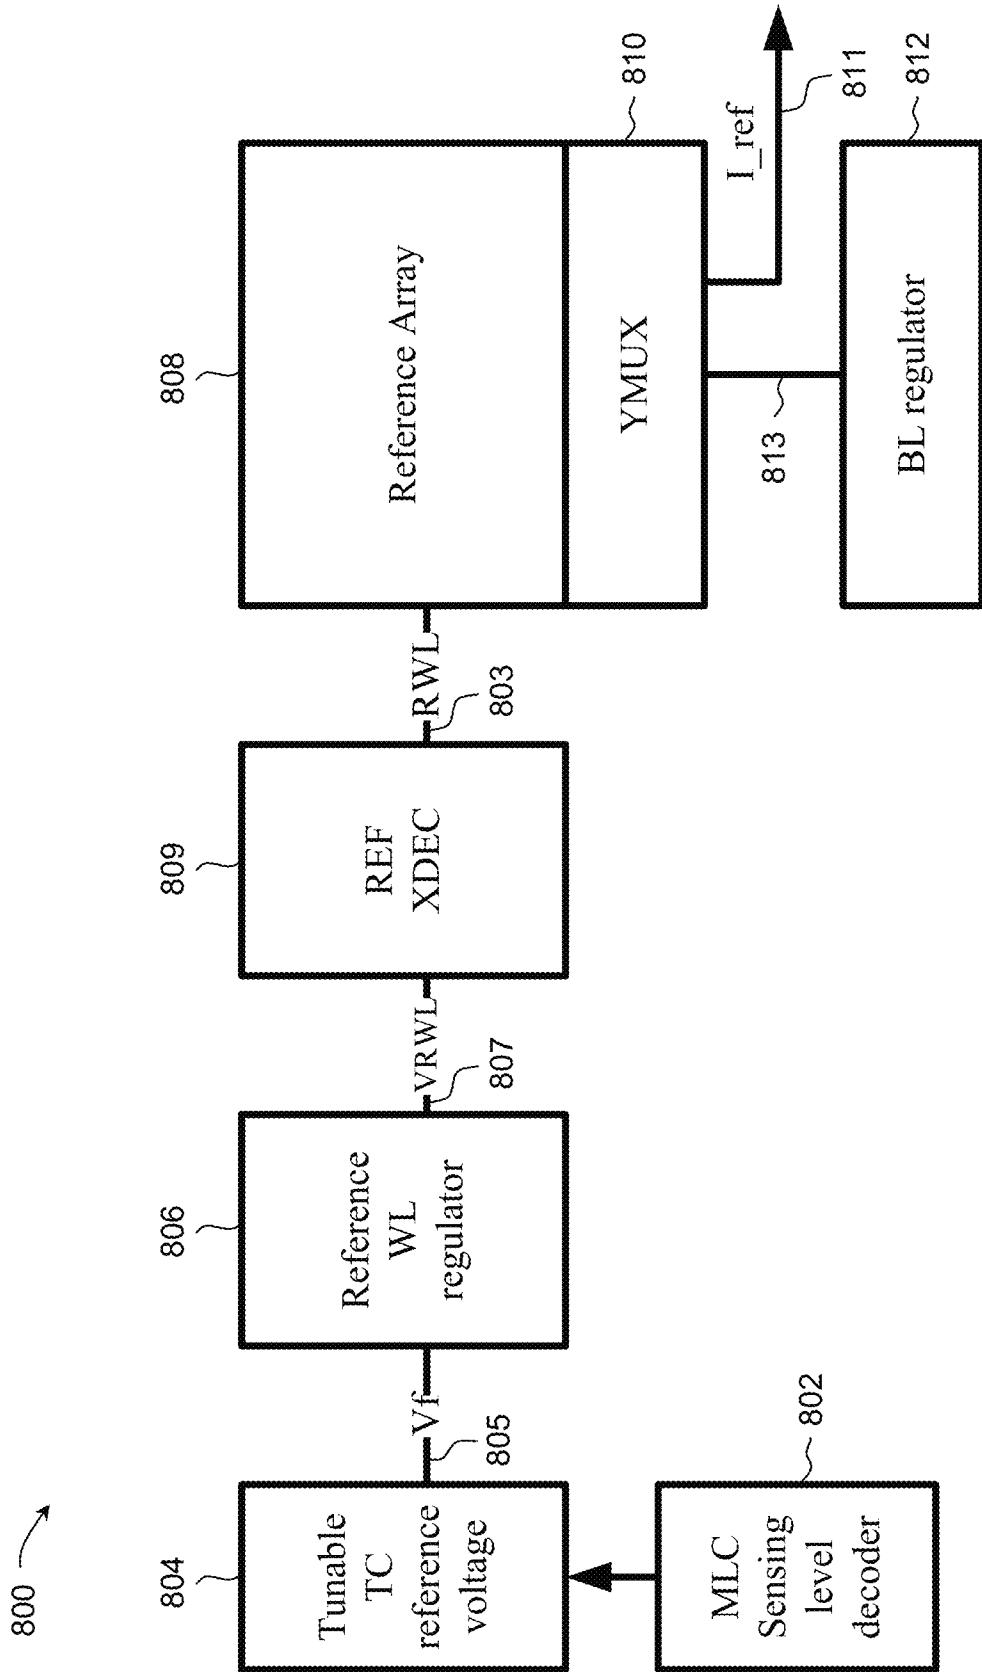 800
804
Tunable
TC
reference
voltage
802
MLC
Sensing
level
decoder
Vf
805
806
Reference
WL
regulator
VRWL
807
809
REF
XDEC
RWL
803
808
Reference Array
YMUX
810
I_ref
811
813
BL regulator
812